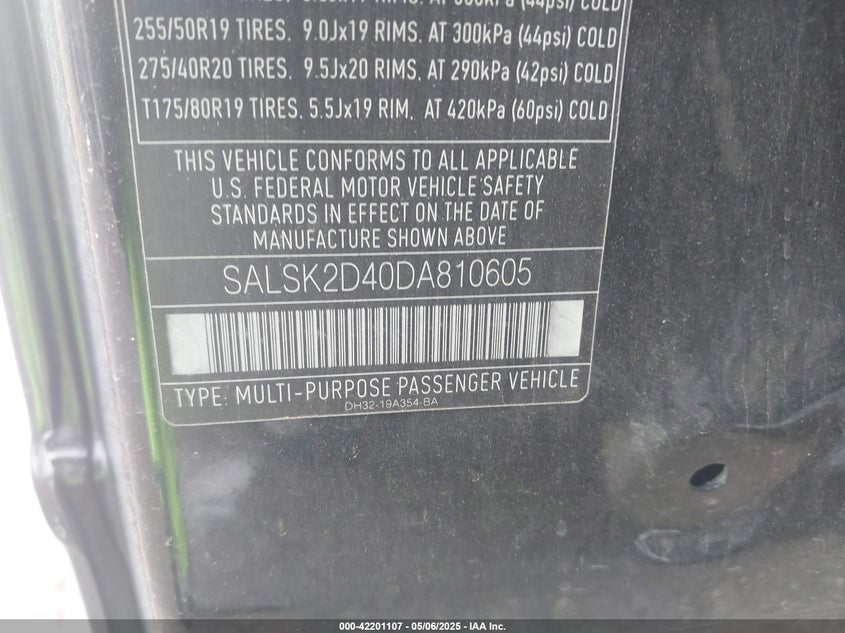 (44psi) COLD
255/50R19 TIRES, 9.0Jx19 RIMS, AT 300kPa (44psi) COLD
275/40R20 TIRES, 9.5Jx20 RIMS, AT 290kPa (42psi) COLD
T175/80R19 TIRES, 5.5Jx19 RIM, AT 420kPa (60psi) COLD
THIS VEHICLE CONFORMS TO ALL APPLICABLE
U.S. FEDERAL MOTOR VEHICLE SAFETY
STANDARDS IN EFFECT ON THE DATE OF
MANUFACTURE SHOWN ABOVE
SALSK2D40DA810605
TYPE: MULTI-PURPOSE PASSENGER VEHICLE
DH32-19A354-BA
000-42201107 - 05/06/2025 - IAA Inc.